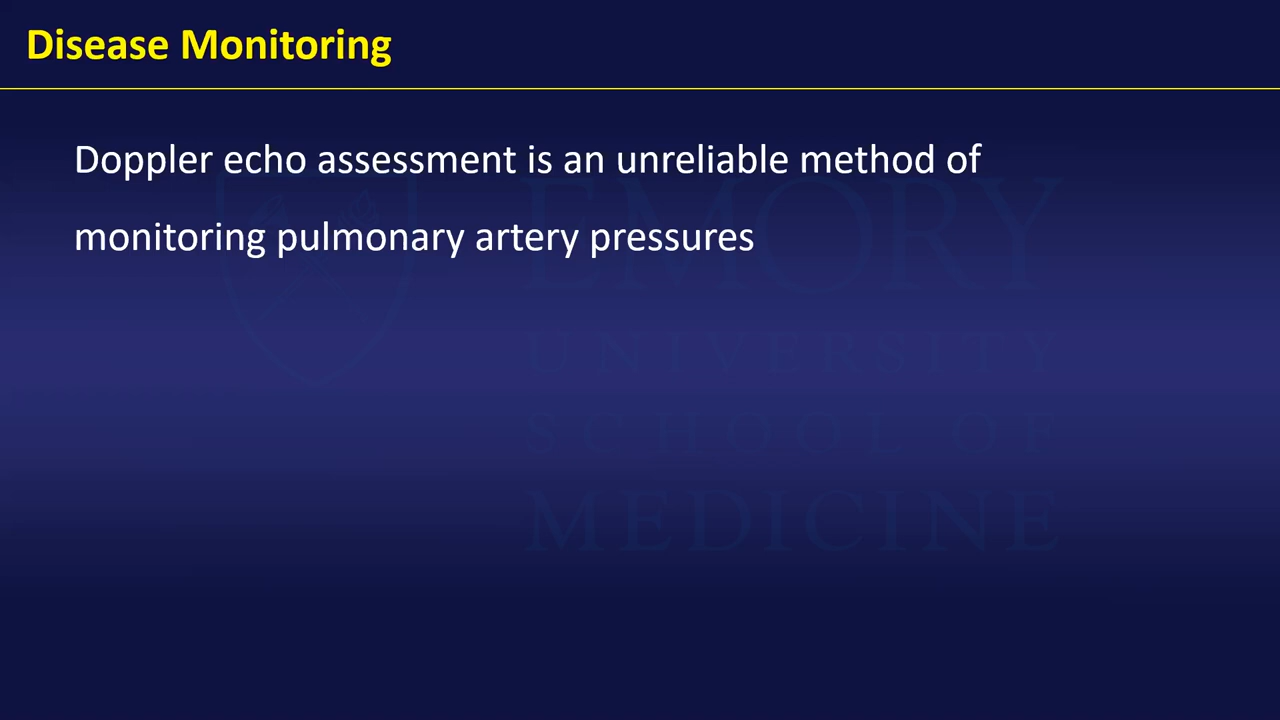 Disease Monitoring
Doppler echo assessment is an unreliable method of
monitoring pulmonary artery pressures
EMORY
UNIVERSITY
SCHOOL OF
MEDICINE